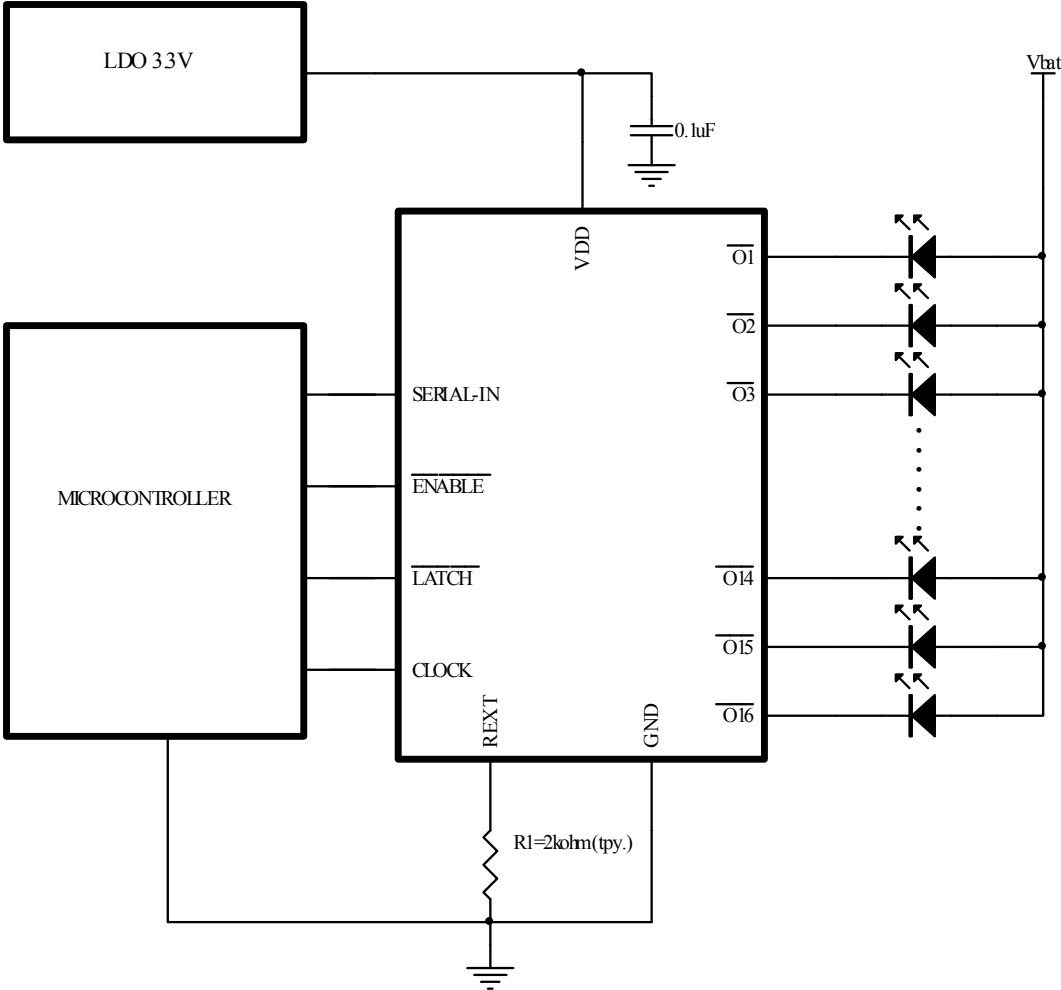 LDO 3.3V
Vbat
0.1uF
VDD
O1
O2
O3
SERIAL-IN
ENABLE
MICROCONTROLLER
LATCH
O14
O15
CLOCK
O16
REXT
GND
R1=2kohm(tpy.)